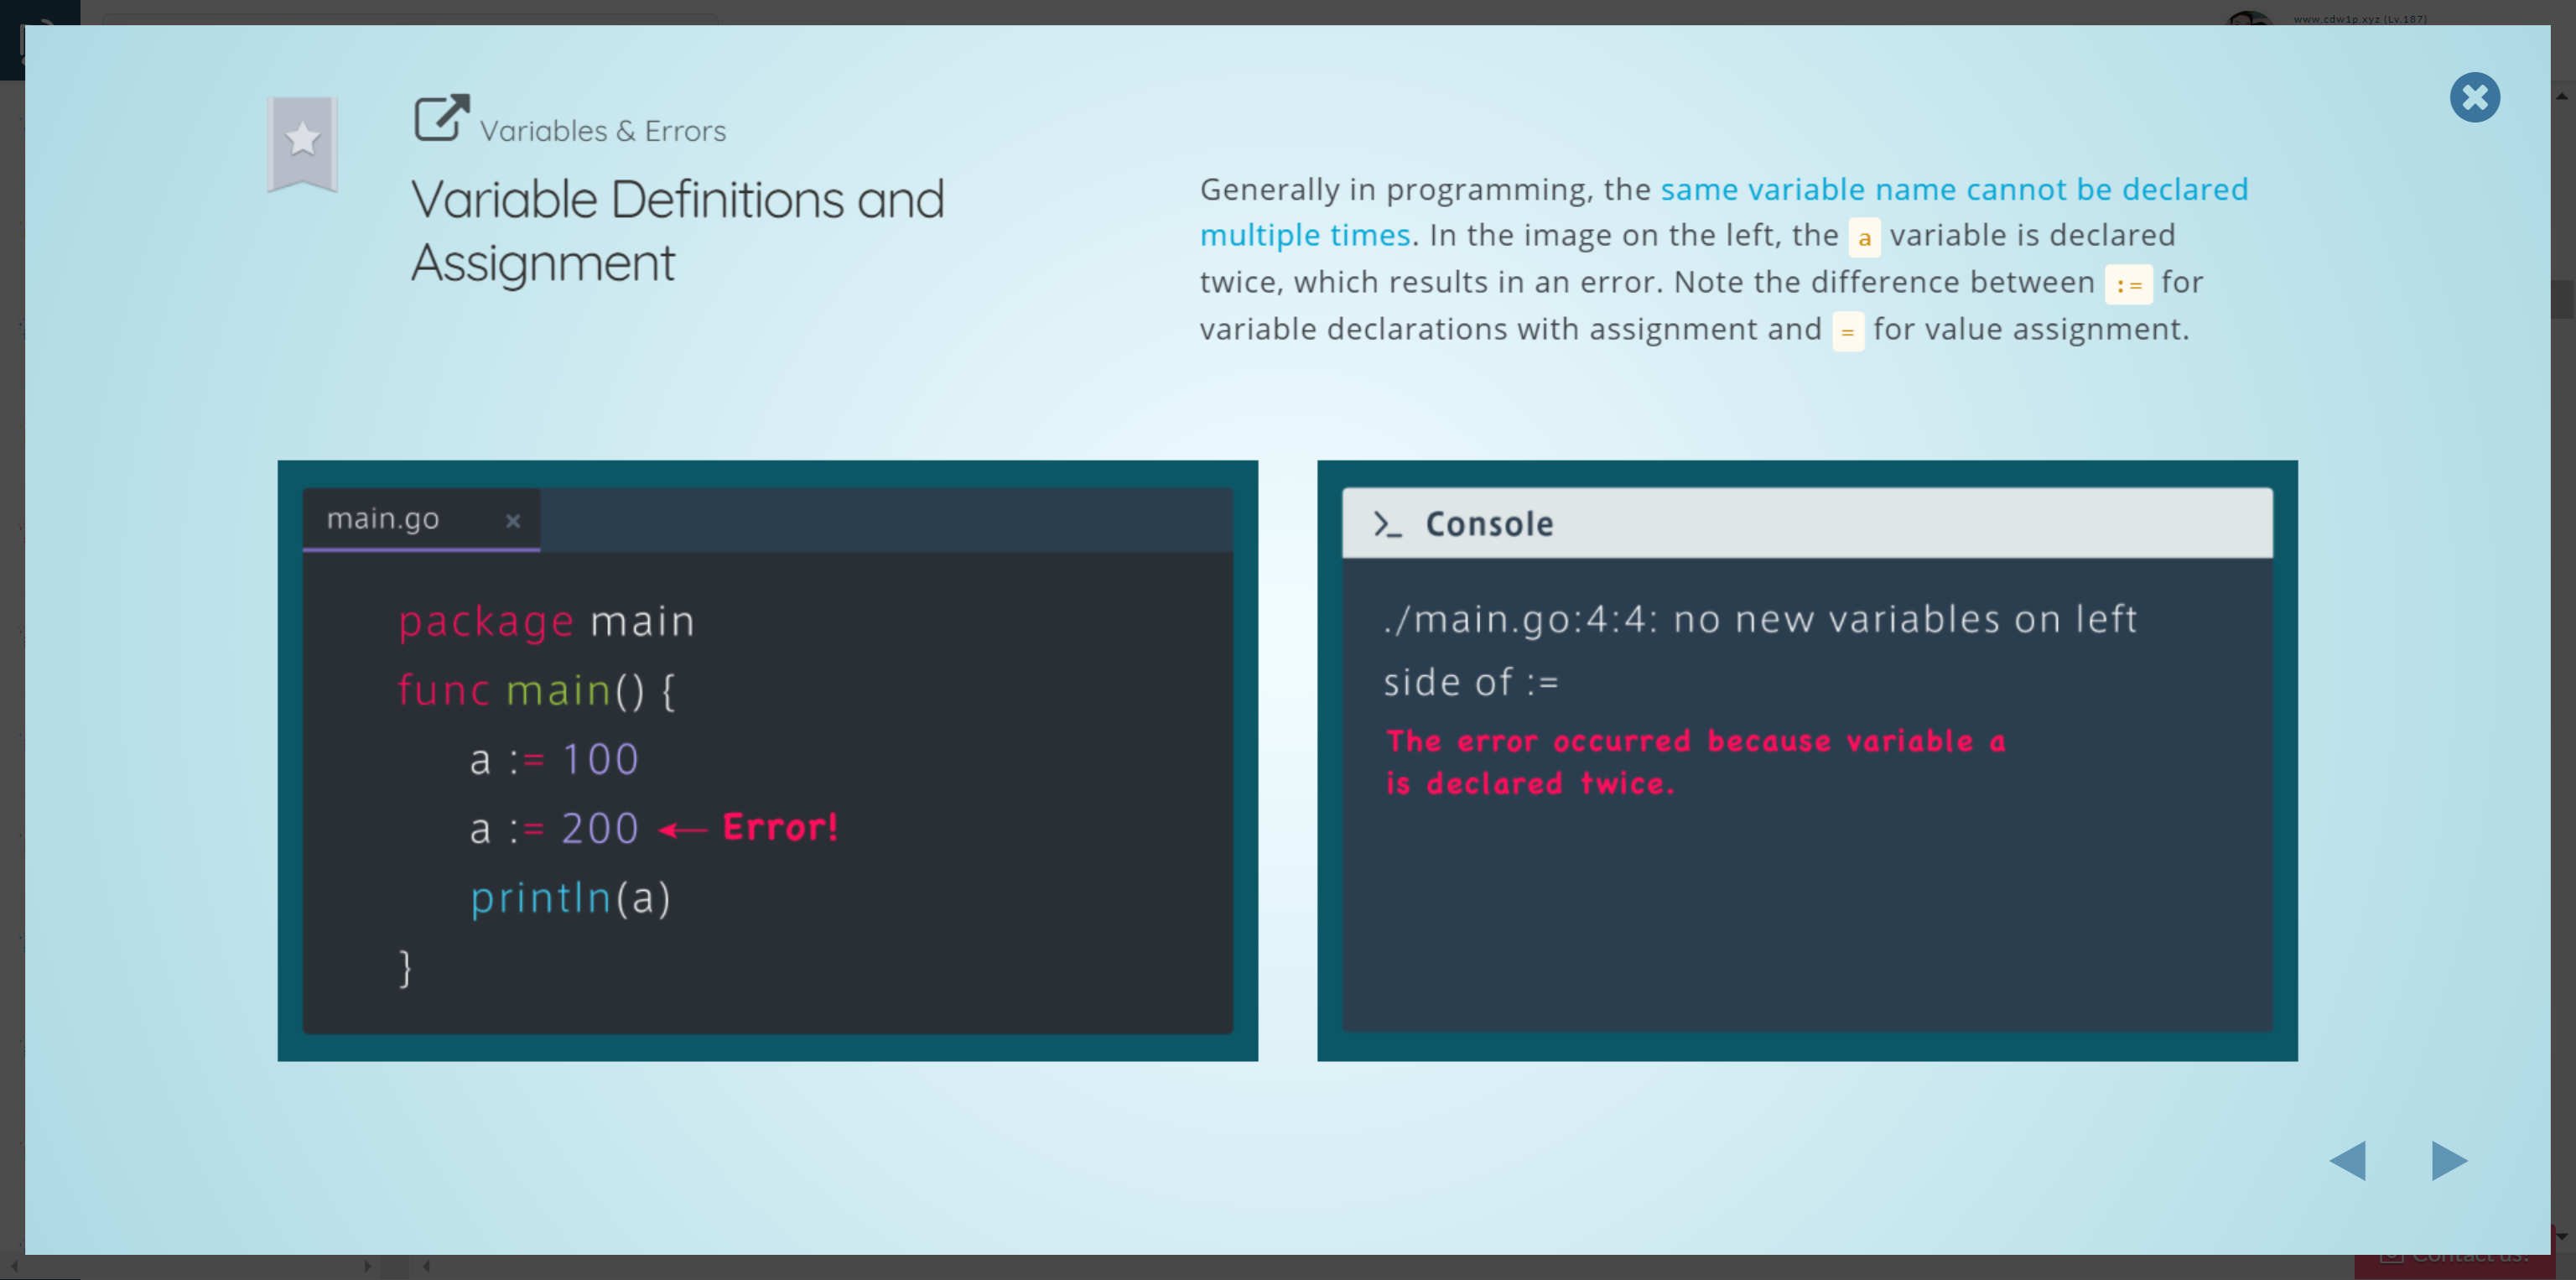 www.cdw1p.xyz (Lv.187)
Variables & Errors
Variable Definitions and
Assignment
Generally in programming, the same variable name cannot be declared
multiple times. In the image on the left, the a variable is declared
twice, which results in an error. Note the difference between := for
variable declarations with assignment and = for value assignment.
main.go ×
package main
func main() {
a := 100
a := 200 ← Error!
println(a)
}
>_ Console
./main.go:4:4: no new variables on left
side of :=
The error occurred because variable a
is declared twice.
Contact us!